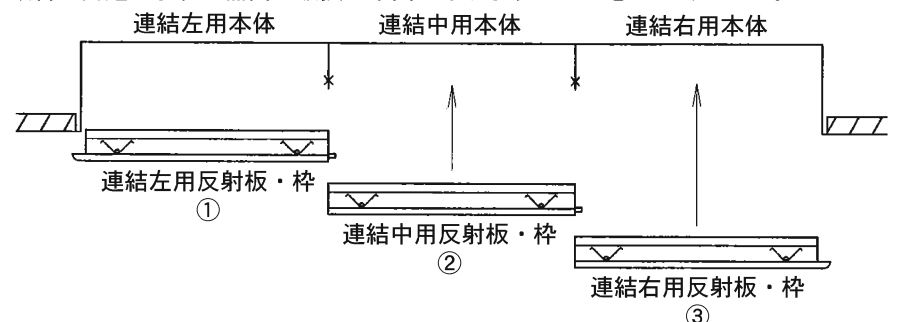 連結左用本体 連結中用本体 連結右用本体
連結左用反射板・枠
①
連結中用反射板・枠
②
連結右用反射板・枠
③